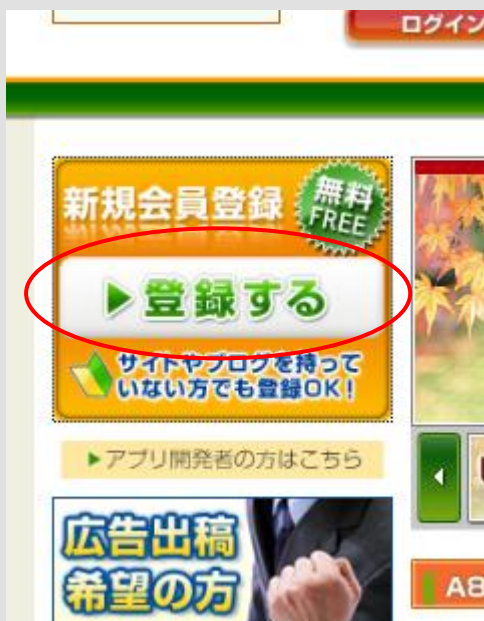 ログイン
新規会員登録
無料
FREE
登録する
サイトやブログを持って
いない方でも登録OK!
アプリ開発者の方はこちら
広告出稿
希望の方
A8